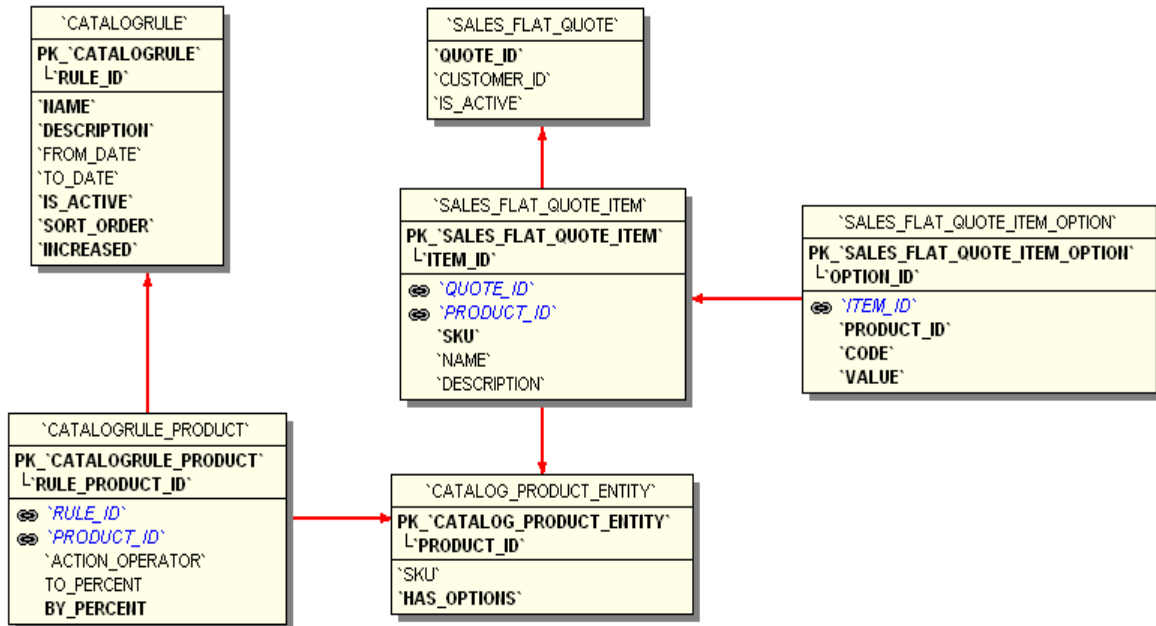 `CATALOGRULE`
PK_`CATALOGRULE`
└`RULE_ID`
`NAME`
`DESCRIPTION`
`FROM_DATE`
`TO_DATE`
`IS_ACTIVE`
`SORT_ORDER`
`INCREASED`
`SALES_FLAT_QUOTE`
`QUOTE_ID`
`CUSTOMER_ID`
`IS_ACTIVE`
`SALES_FLAT_QUOTE_ITEM`
PK_`SALES_FLAT_QUOTE_ITEM`
└`ITEM_ID`
`QUOTE_ID`
`PRODUCT_ID`
`SKU`
`NAME`
`DESCRIPTION`
`SALES_FLAT_QUOTE_ITEM_OPTION`
PK_`SALES_FLAT_QUOTE_ITEM_OPTION`
└`OPTION_ID`
`ITEM_ID`
`PRODUCT_ID`
`CODE`
`VALUE`
`CATALOGRULE_PRODUCT`
PK_`CATALOGRULE_PRODUCT`
└`RULE_PRODUCT_ID`
`RULE_ID`
`PRODUCT_ID`
`ACTION_OPERATOR`
TO_PERCENT
BY_PERCENT
`CATALOG_PRODUCT_ENTITY`
PK_`CATALOG_PRODUCT_ENTITY`
└`PRODUCT_ID`
`SKU`
`HAS_OPTIONS`